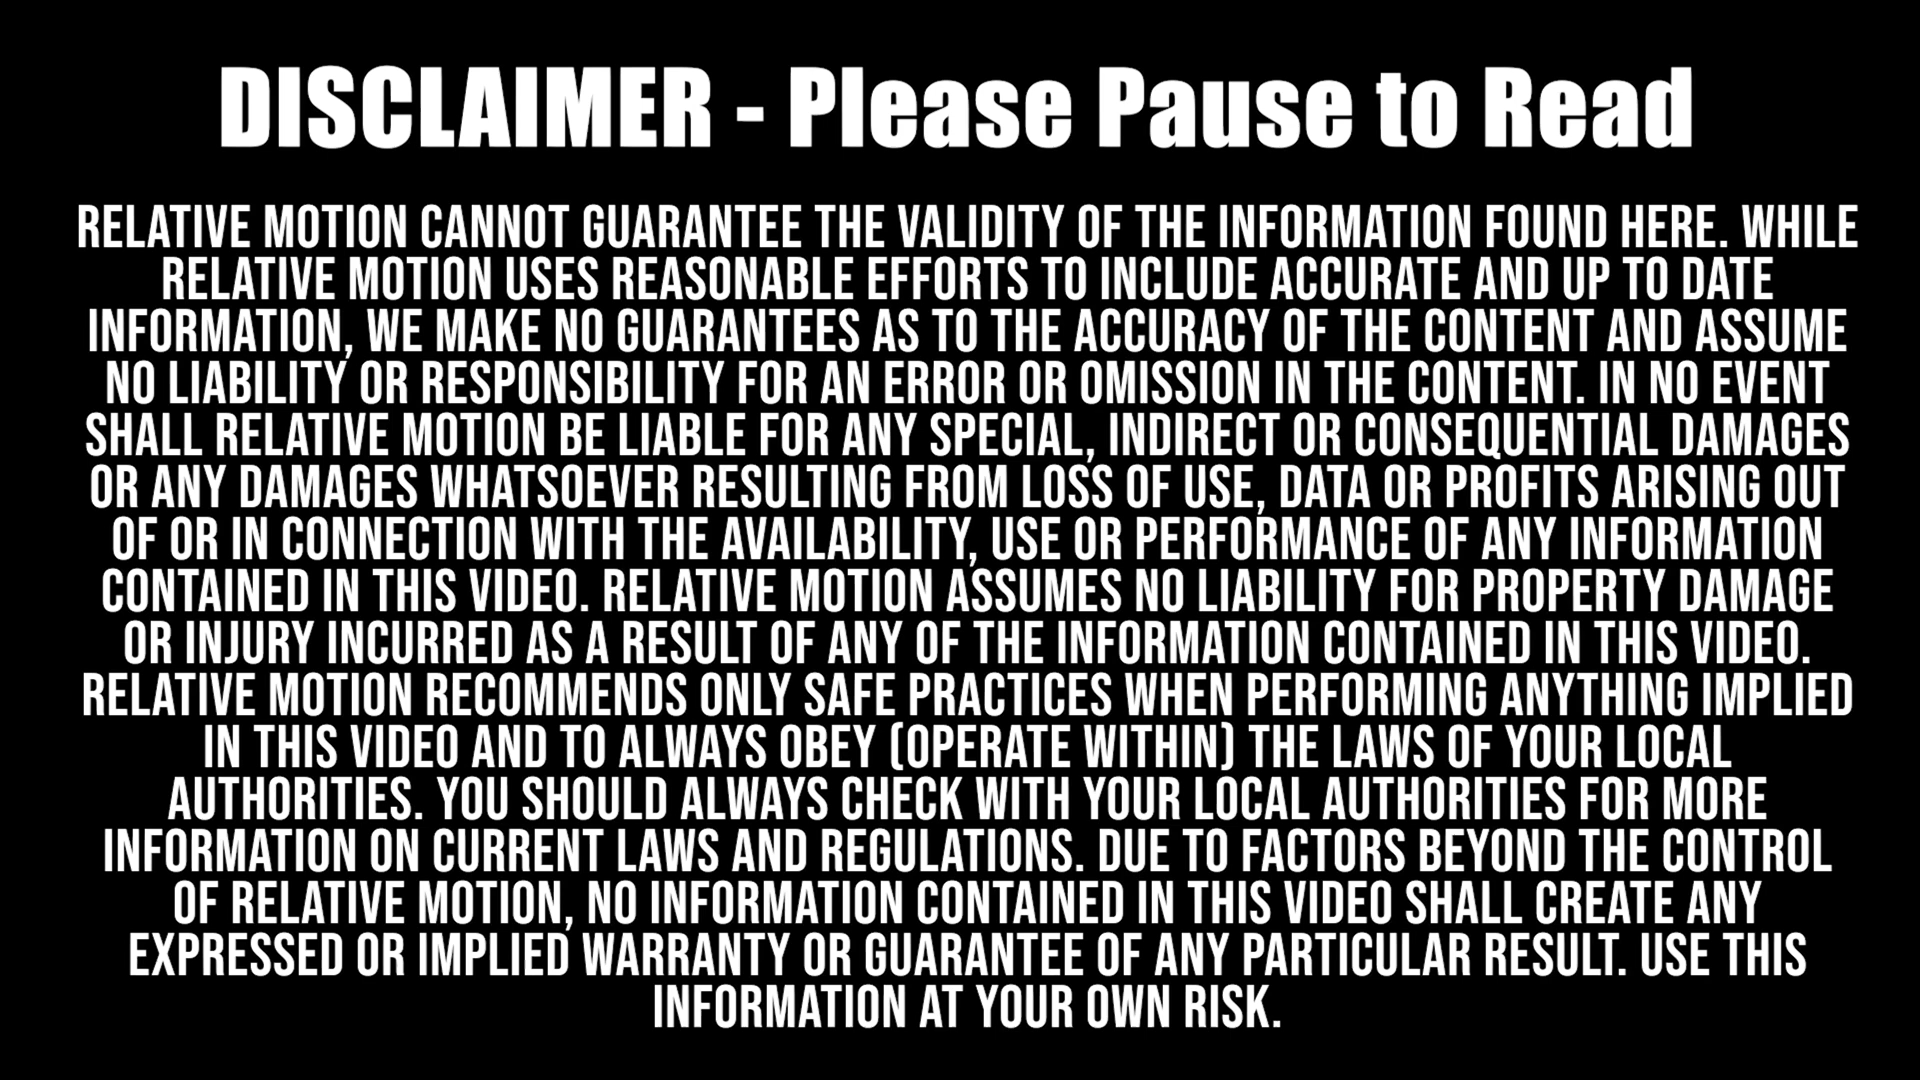 DISCLAIMER - Please Pause to Read
RELATIVE MOTION CANNOT GUARANTEE THE VALIDITY OF THE INFORMATION FOUND HERE. WHILE
RELATIVE MOTION USES REASONABLE EFFORTS TO INCLUDE ACCURATE AND UP TO DATE
INFORMATION, WE MAKE NO GUARANTEES AS TO THE ACCURACY OF THE CONTENT AND ASSUME
NO LIABILITY OR RESPONSIBILITY FOR AN ERROR OR OMISSION IN THE CONTENT. IN NO EVENT
SHALL RELATIVE MOTION BE LIABLE FOR ANY SPECIAL, INDIRECT OR CONSEQUENTIAL DAMAGES
OR ANY DAMAGES WHATSOEVER RESULTING FROM LOSS OF USE, DATA OR PROFITS ARISING OUT
OF OR IN CONNECTION WITH THE AVAILABILITY, USE OR PERFORMANCE OF ANY INFORMATION
CONTAINED IN THIS VIDEO. RELATIVE MOTION ASSUMES NO LIABILITY FOR PROPERTY DAMAGE
OR INJURY INCURRED AS A RESULT OF ANY OF THE INFORMATION CONTAINED IN THIS VIDEO.
RELATIVE MOTION RECOMMENDS ONLY SAFE PRACTICES WHEN PERFORMING ANYTHING IMPLIED
IN THIS VIDEO AND TO ALWAYS OBEY (OPERATE WITHIN) THE LAWS OF YOUR LOCAL
AUTHORITIES. YOU SHOULD ALWAYS CHECK WITH YOUR LOCAL AUTHORITIES FOR MORE
INFORMATION ON CURRENT LAWS AND REGULATIONS. DUE TO FACTORS BEYOND THE CONTROL
OF RELATIVE MOTION, NO INFORMATION CONTAINED IN THIS VIDEO SHALL CREATE ANY
EXPRESSED OR IMPLIED WARRANTY OR GUARANTEE OF ANY PARTICULAR RESULT. USE THIS
INFORMATION AT YOUR OWN RISK.